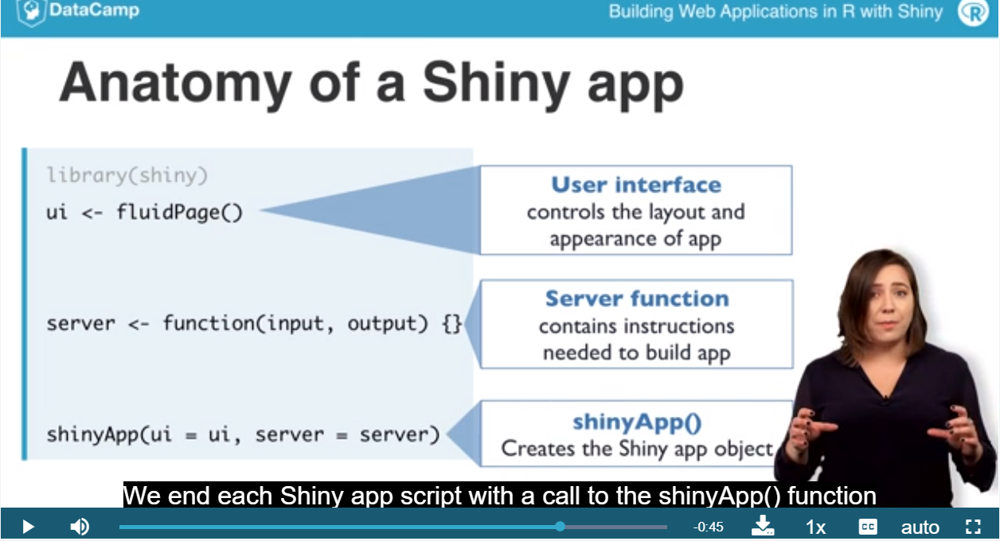 DataCamp
Building Web Applications in R with Shiny
R
Anatomy of a Shiny app
library(shiny)
ui <- fluidPage()
User interface
controls the layout and
appearance of app
server <- function(input, output) {}
Server function
contains instructions
needed to build app
shinyApp(ui = ui, server = server)
shinyApp()
Creates the Shiny app object
We end each Shiny app script with a call to the shinyApp() function
-0:45
1x
CC
auto